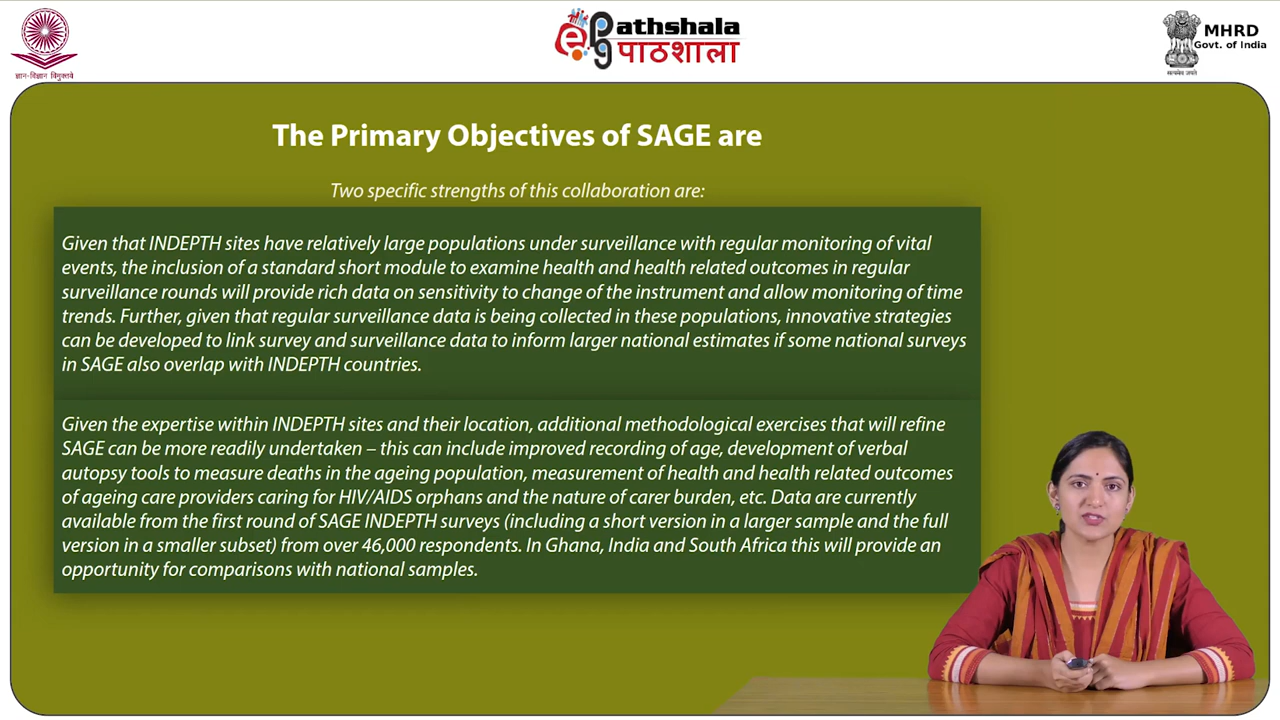 ज्ञान-विज्ञान विमुक्तये
ePathshala
पाठशाला
सत्यमेव जयते
MHRD
Govt. of India
The Primary Objectives of SAGE are
Two specific strengths of this collaboration are:
Given that INDEPTH sites have relatively large populations under surveillance with regular monitoring of vital
events, the inclusion of a standard short module to examine health and health related outcomes in regular
surveillance rounds will provide rich data on sensitivity to change of the instrument and allow monitoring of time
trends. Further, given that regular surveillance data is being collected in these populations, innovative strategies
can be developed to link survey and surveillance data to inform larger national estimates if some national surveys
in SAGE also overlap with INDEPTH countries.
Given the expertise within INDEPTH sites and their location, additional methodological exercises that will refine
SAGE can be more readily undertaken – this can include improved recording of age, development of verbal
autopsy tools to measure deaths in the ageing population, measurement of health and health related outcomes
of ageing care providers caring for HIV/AIDS orphans and the nature of carer burden, etc. Data are currently
available from the first round of SAGE INDEPTH surveys (including a short version in a larger sample and the full
version in a smaller subset) from over 46,000 respondents. In Ghana, India and South Africa this will provide an
opportunity for comparisons with national samples.